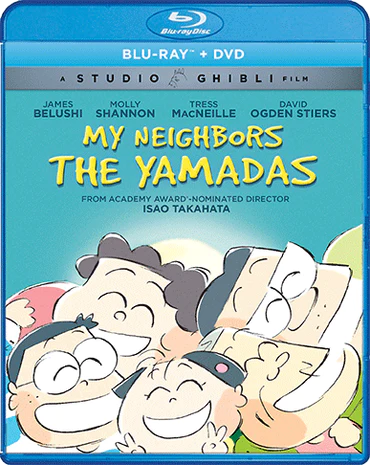 Blu-ray Disc
BLU-RAY™ + DVD
A STUDIO GHIBLI FILM
JAMES BELUSHI
MOLLY SHANNON
TRESS MACNEILLE
DAVID OGDEN STIERS
MY NEIGHBORS
THE YAMADAS
FROM ACADEMY AWARD®-NOMINATED DIRECTOR
ISAO TAKAHATA